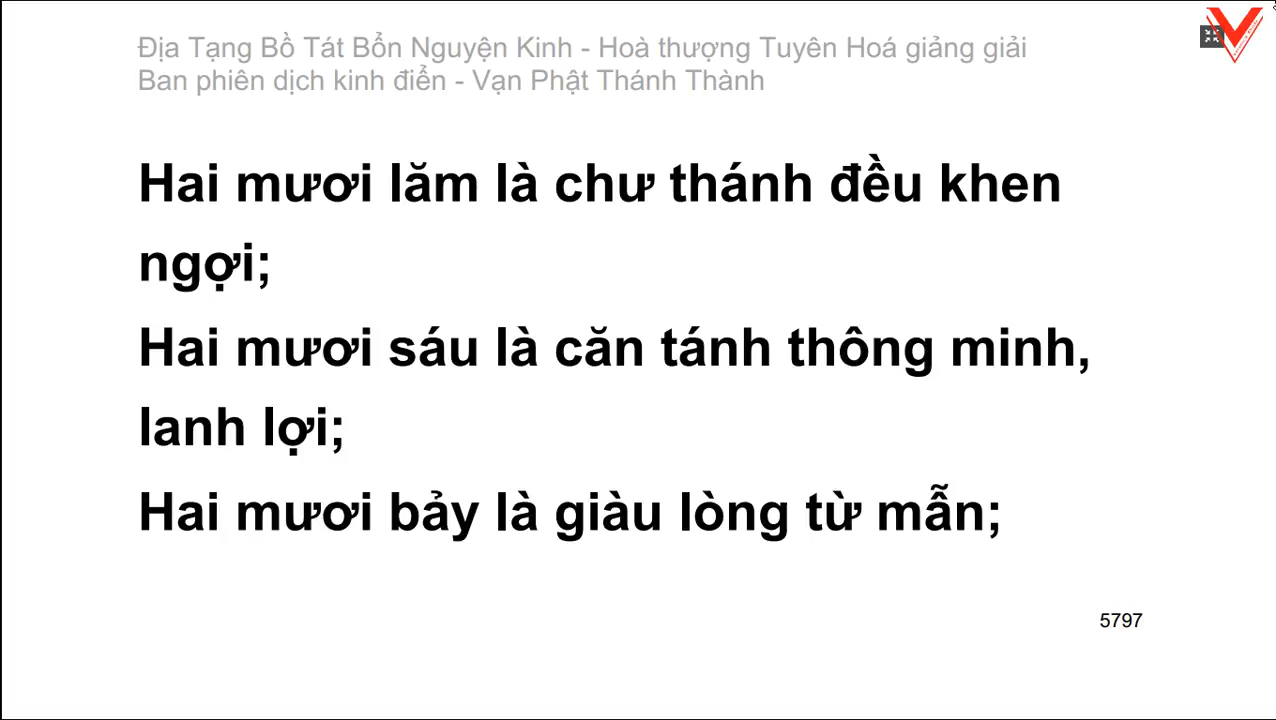 Địa Tạng Bồ Tát Bổn Nguyện Kinh - Hoà thượng Tuyên Hoá giảng giải
Ban phiên dịch kinh điển - Vạn Phật Thánh Thành
Hai mươi lăm là chư thánh đều khen
ngợi;
Hai mươi sáu là căn tánh thông minh,
lanh lợi;
Hai mươi bảy là giàu lòng từ mẫn;
5797